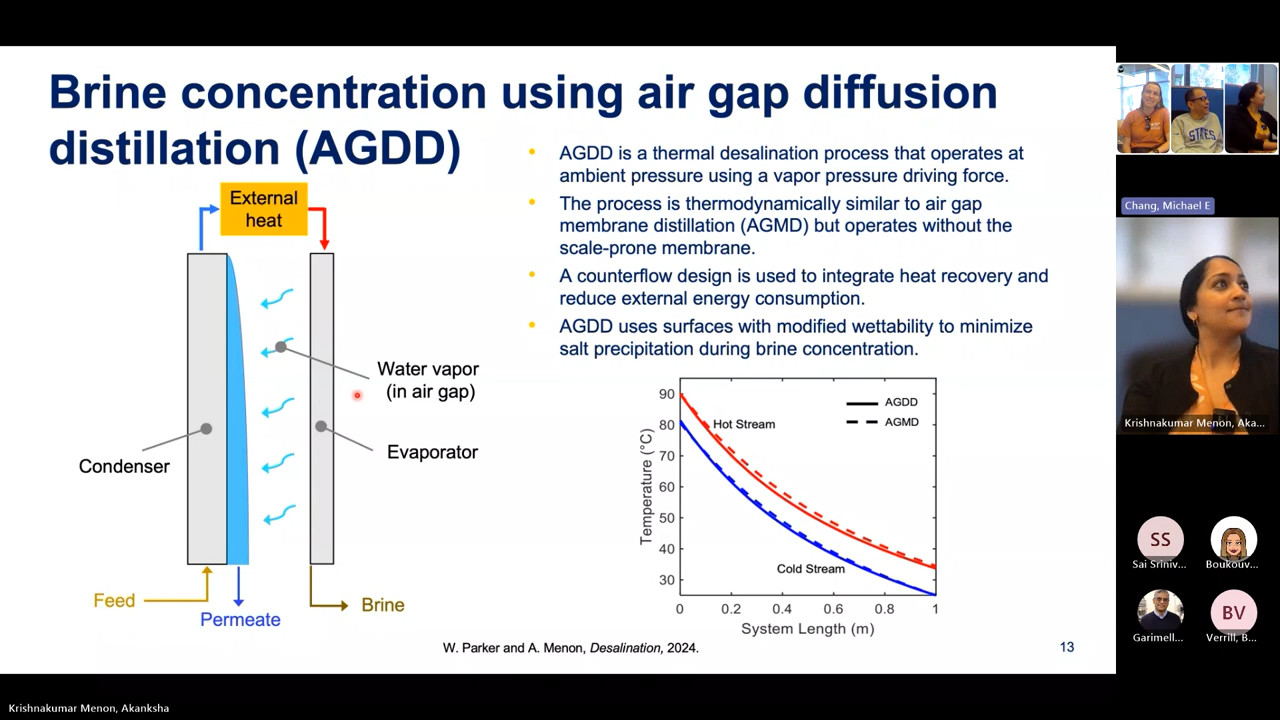 Brine concentration using air gap diffusion
distillation (AGDD)
External
heat
Water vapor
(in air gap)
Condenser
Evaporator
Feed
Permeate
Brine
• AGDD is a thermal desalination process that operates at
ambient pressure using a vapor pressure driving force.
• The process is thermodynamically similar to air gap
membrane distillation (AGMD) but operates without the
scale-prone membrane.
• A counterflow design is used to integrate heat recovery and
reduce external energy consumption.
• AGDD uses surfaces with modified wettability to minimize
salt precipitation during brine concentration.
90
80
70
60
50
40
30
Temperature (°C)
AGDD
AGMD
Hot Stream
Cold Stream
0 0.2 0.4 0.6 0.8 1
System Length (m)
W. Parker and A. Menon, Desalination, 2024.
13
Chang, Michael E
Krishnakumar Menon, Aka...
SS
Sai Sriniv...
Boukouv...
Garimell...
BV
Verrill, B...
Krishnakumar Menon, Akanksha